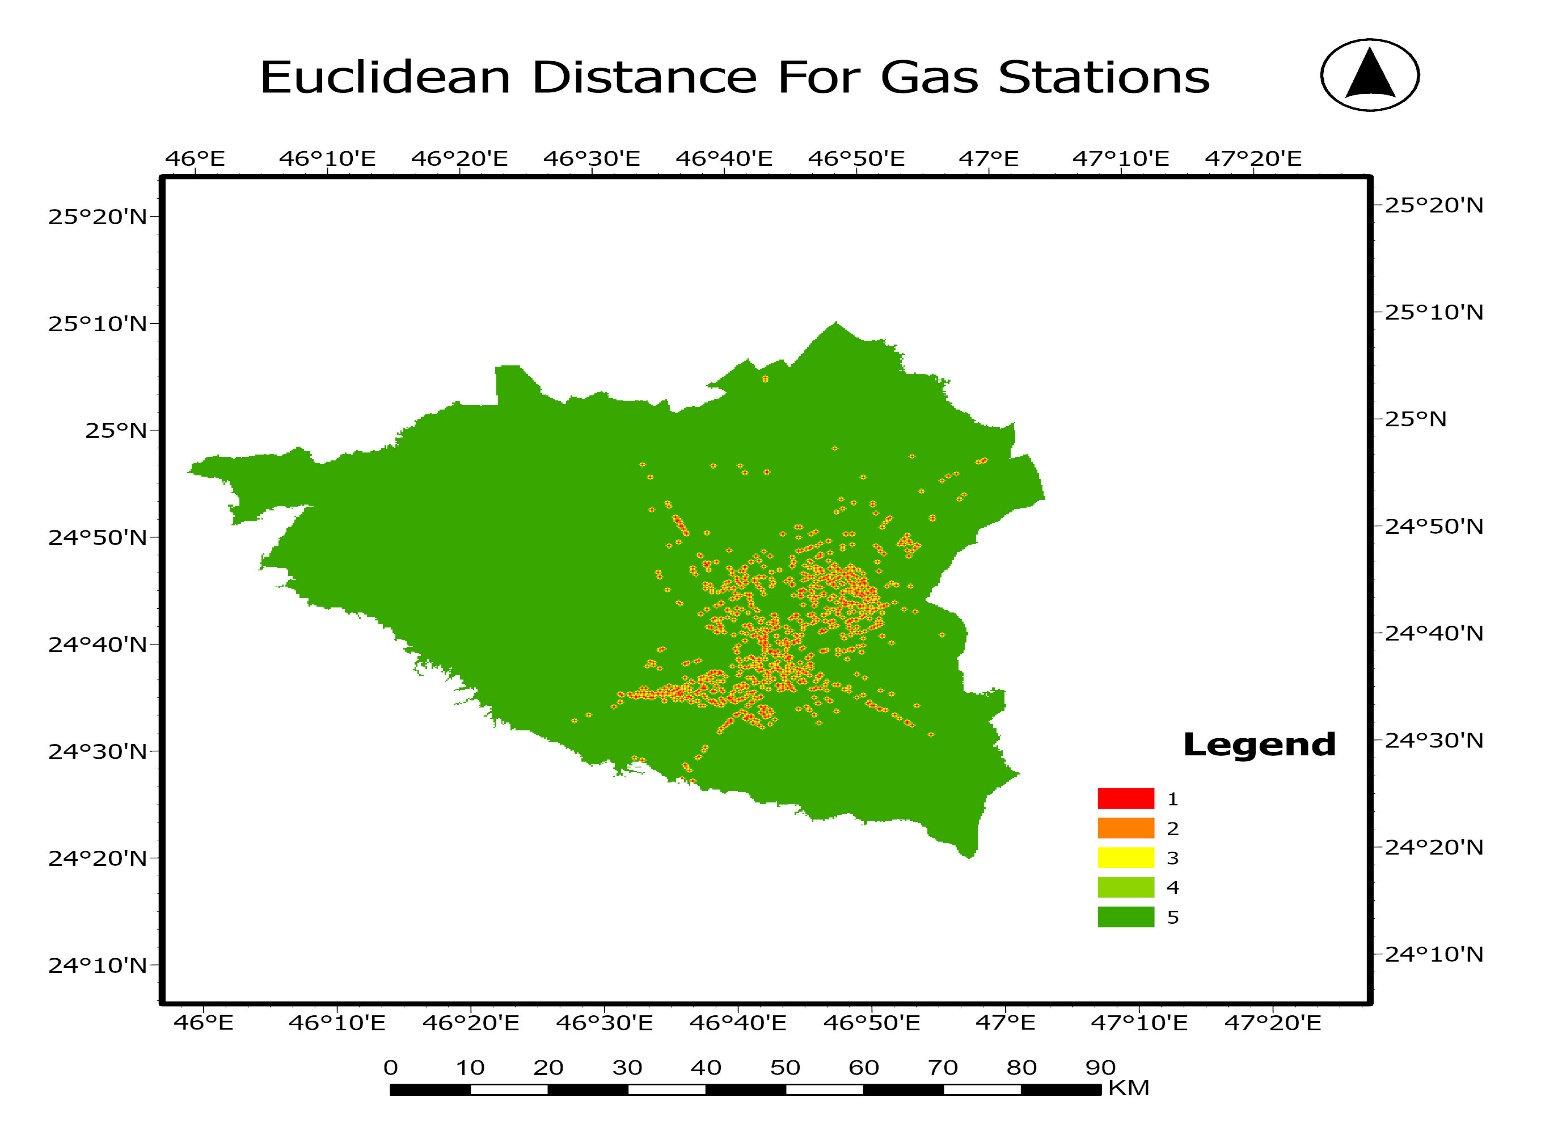 Euclidean Distance For Gas Stations
46°E 46°10'E 46°20'E 46°30'E 46°40'E 46°50'E 47°E 47°10'E 47°20'E
25°20'N 25°20'N
25°10'N 25°10'N
25°N 25°N
24°50'N 24°50'N
24°40'N 24°40'N
24°30'N 24°30'N
Legend
1
2
3
24°20'N 24°20'N
4
5
24°10'N 24°10'N
46°E 46°10'E 46°20'E 46°30'E 46°40'E 46°50'E 47°E 47°10'E 47°20'E
0 10 20 30 40 50 60 70 80 90
KM